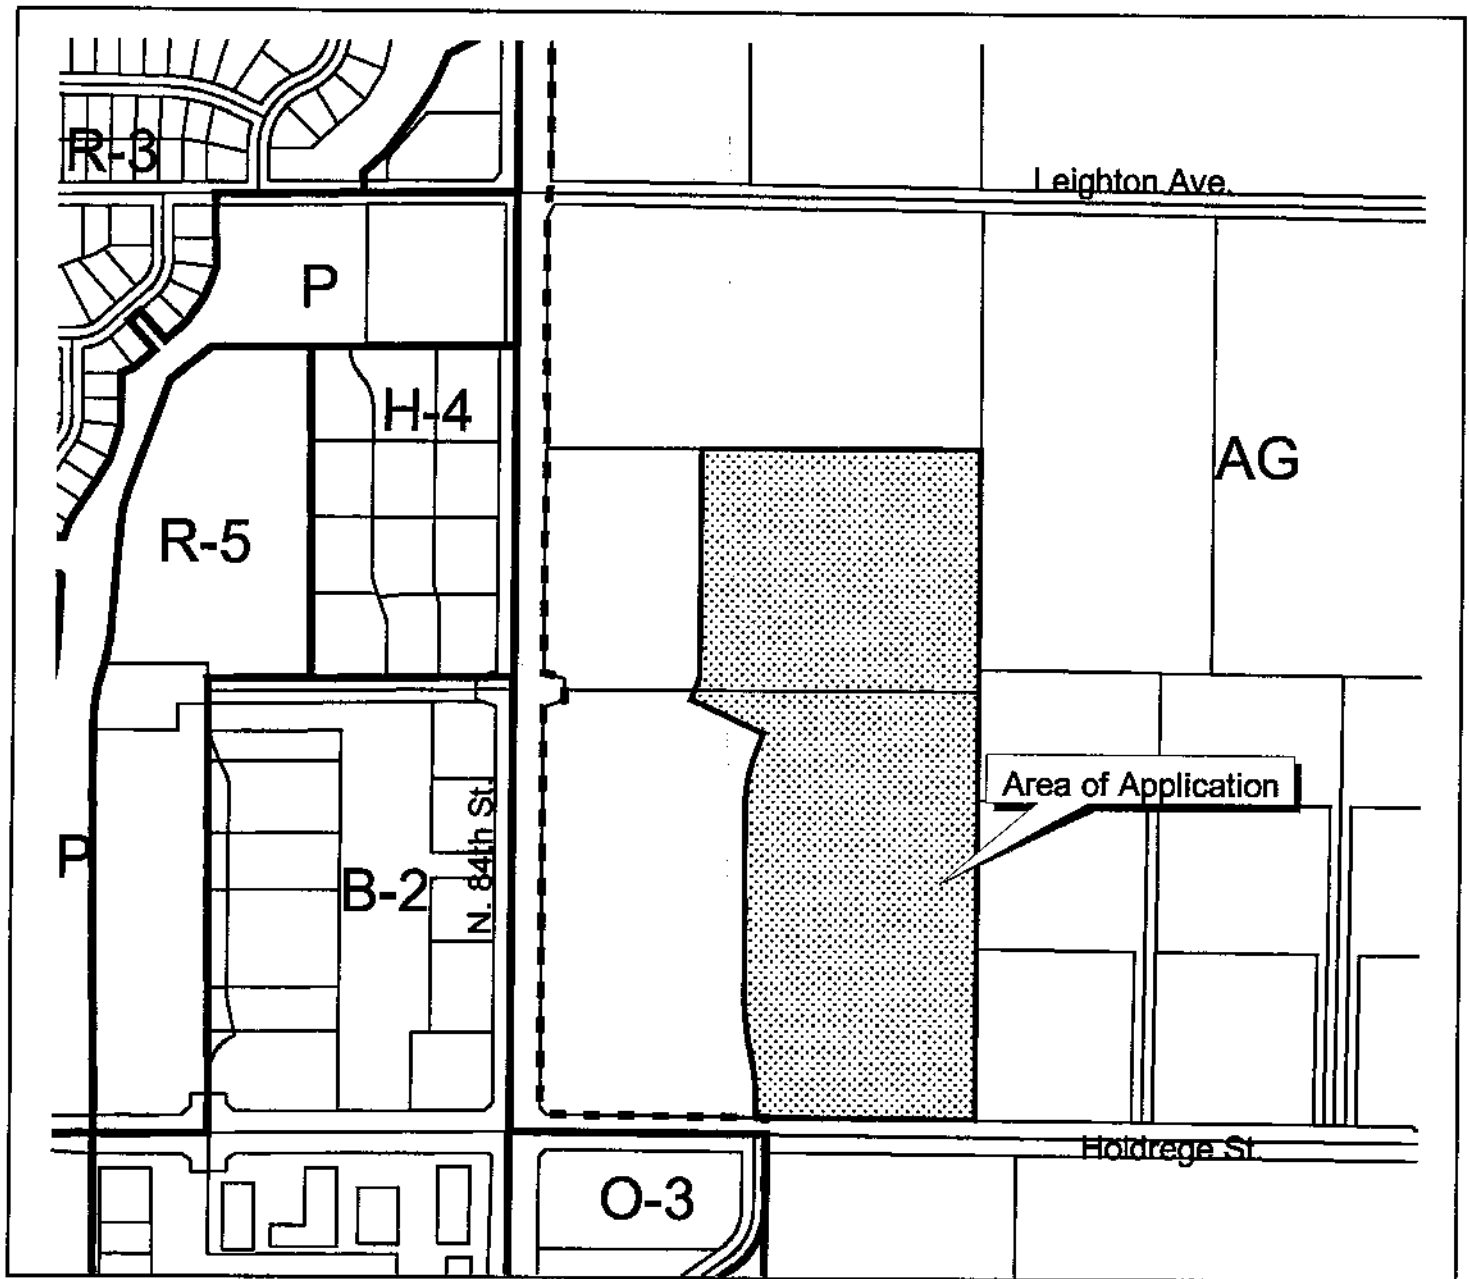 R-3
Leighton Ave.
P
H-4
AG
R-5
Area of Application
P
B-2
N. 84th St.
Holdrege St.
O-3